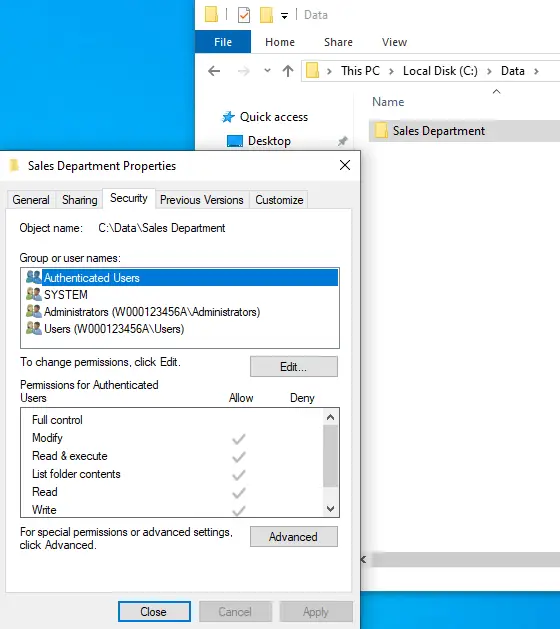 Data
File Home Share View
This PC > Local Disk (C:) > Data >
Name
Quick access
Desktop
Sales Department
Sales Department Properties
General Sharing Security Previous Versions Customize
Object name: C:\Data\Sales Department
Group or user names:
Authenticated Users
SYSTEM
Administrators (W000123456A\Administrators)
Users (W000123456A\Users)
To change permissions, click Edit.
Edit...
Permissions for Authenticated
Users Allow Deny
Full control
Modify
Read & execute
List folder contents
Read
Write
For special permissions or advanced settings,
click Advanced.
Advanced
Close Cancel Apply